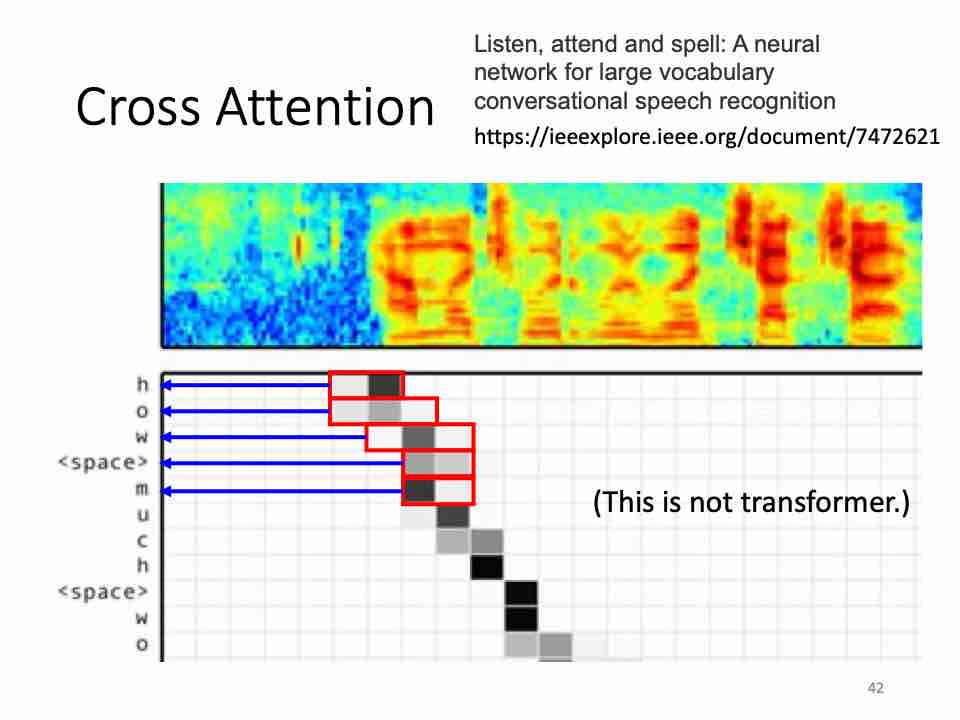 Listen, attend and spell: A neural
network for large vocabulary
conversational speech recognition
Cross Attention
https://ieeexplore.ieee.org/document/7472621
h
o
w
<space>
m
(This is not transformer.)
u
c
h
<space>
w
o
42